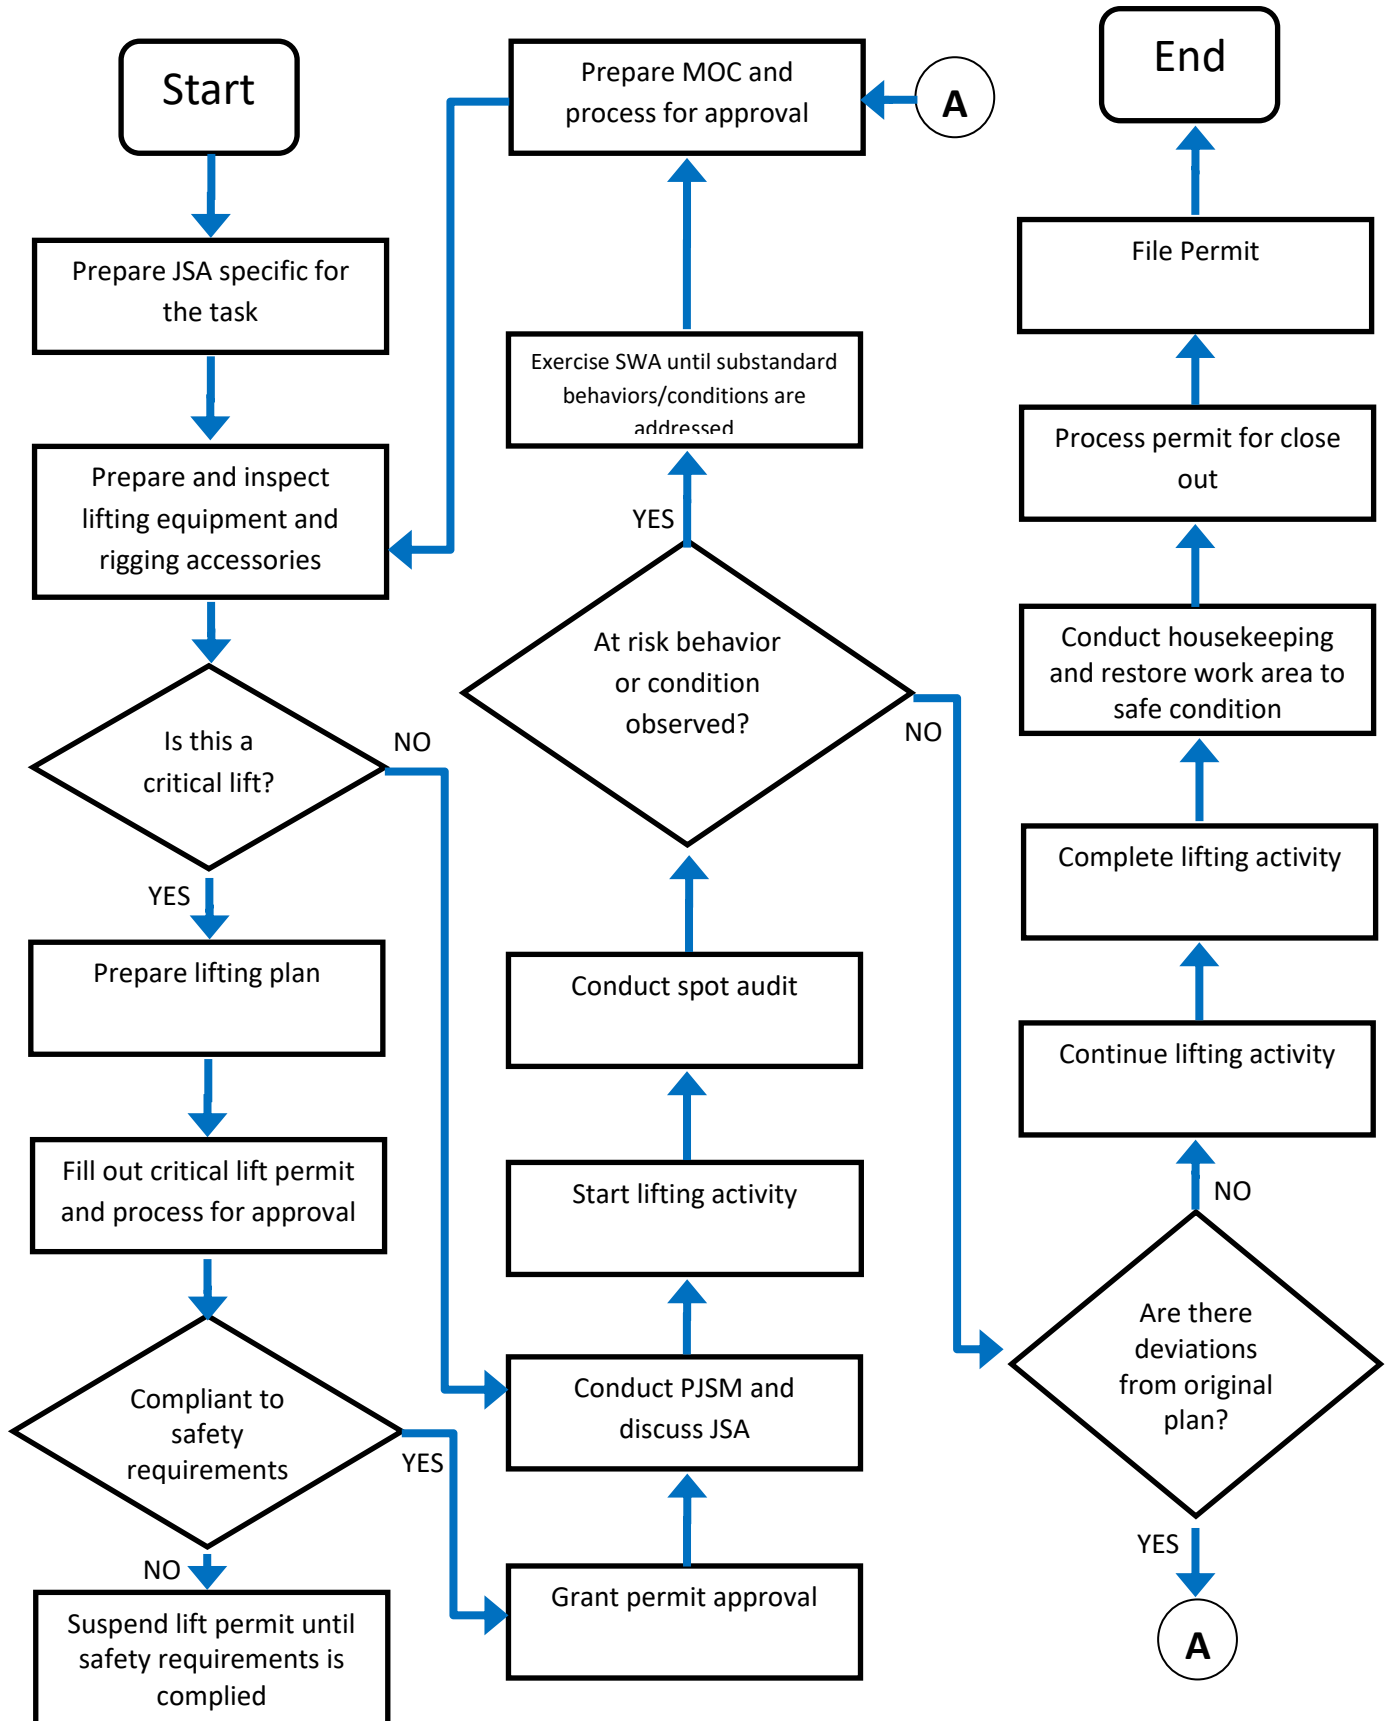 Start
Prepare JSA specific for
the task
Prepare and inspect
lifting equipment and
rigging accessories
Is this a
critical lift?
NO
YES
Prepare lifting plan
Fill out critical lift permit
and process for approval
Compliant to
safety
requirements
YES
NO
Suspend lift permit until
safety requirements is
complied
Prepare MOC and
process for approval
A
Exercise SWA until substandard
behaviors/conditions are
addressed
YES
At risk behavior
or condition
observed?
NO
Conduct spot audit
Start lifting activity
Conduct PJSM and
discuss JSA
Grant permit approval
End
File Permit
Process permit for close
out
Conduct housekeeping
and restore work area to
safe condition
Complete lifting activity
Continue lifting activity
NO
Are there
deviations
from original
plan?
YES
A